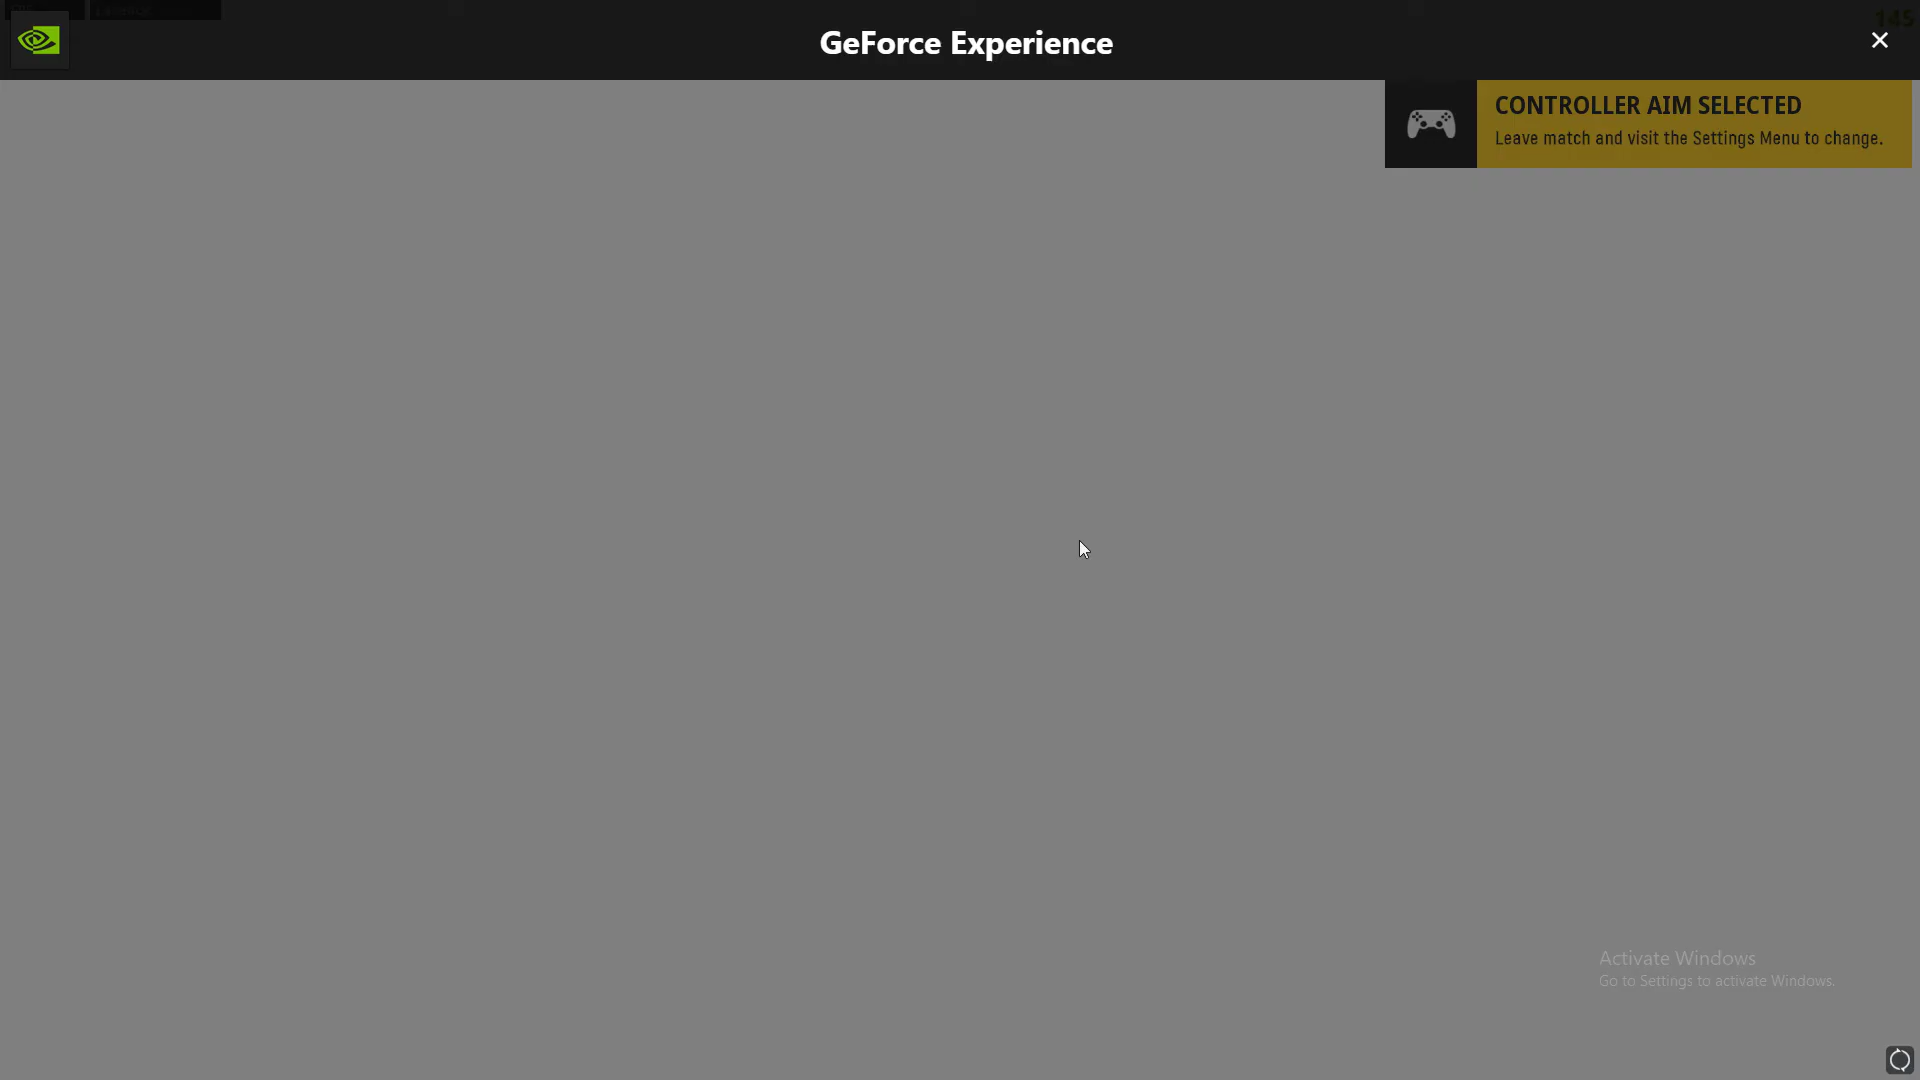 145
GeForce Experience
CONTROLLER AIM SELECTED
Leave match and visit the Settings Menu to change.
Activate Windows
Go to Settings to activate Windows.